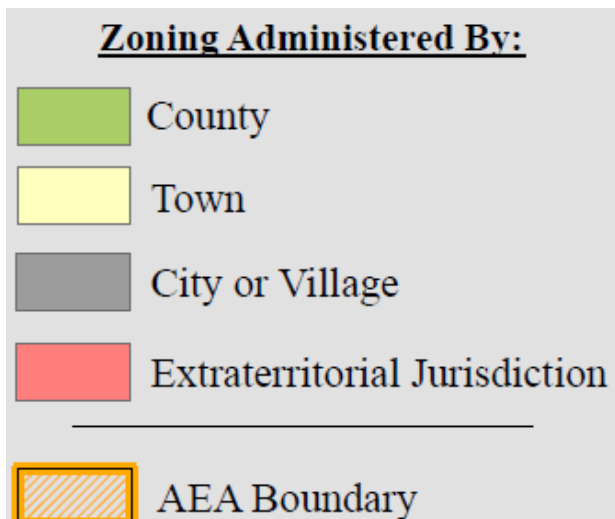 Zoning Administered By:
County
Town
City or Village
Extraterritorial Jurisdiction
AEA Boundary